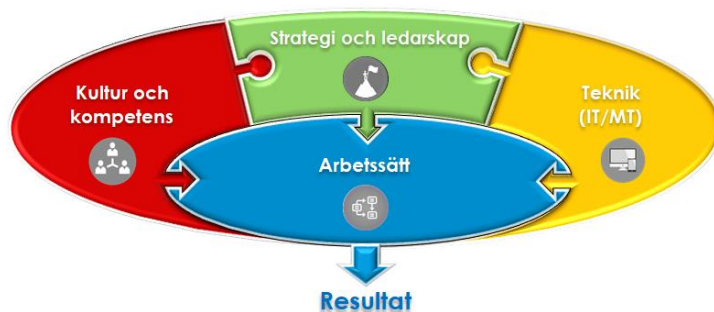 Strategi och ledarskap
Kultur och
kompetens
Teknik
(IT/MT)
Arbetssätt
Resultat